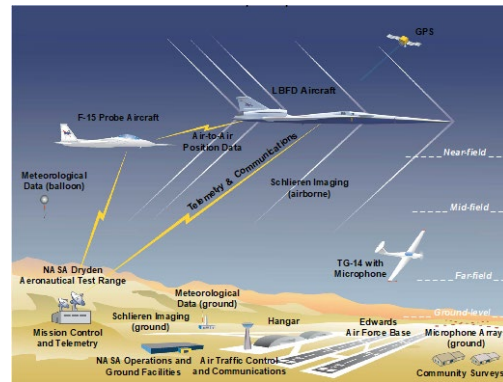 GPS
LBFD Aircraft
F-15 Probe Aircraft
Air-to-Air
Position Data
Telemetry & Communications
Near-field
Meteorological
Data (balloon)
Schlieren Imaging
(airborne)
Mid-field
TG-14 with
Microphone
NASA Dryden
Aeronautical Test Range
Far-field
Meteorological
Data (ground)
Schlieren Imaging
(ground)
Hangar
Ground-level
Edwards
Air Force Base
Mission Control
and Telemetry
Microphone Array
(ground)
NASA Operations and
Ground Facilities
Air Traffic Control
and Communications
Community Surveys